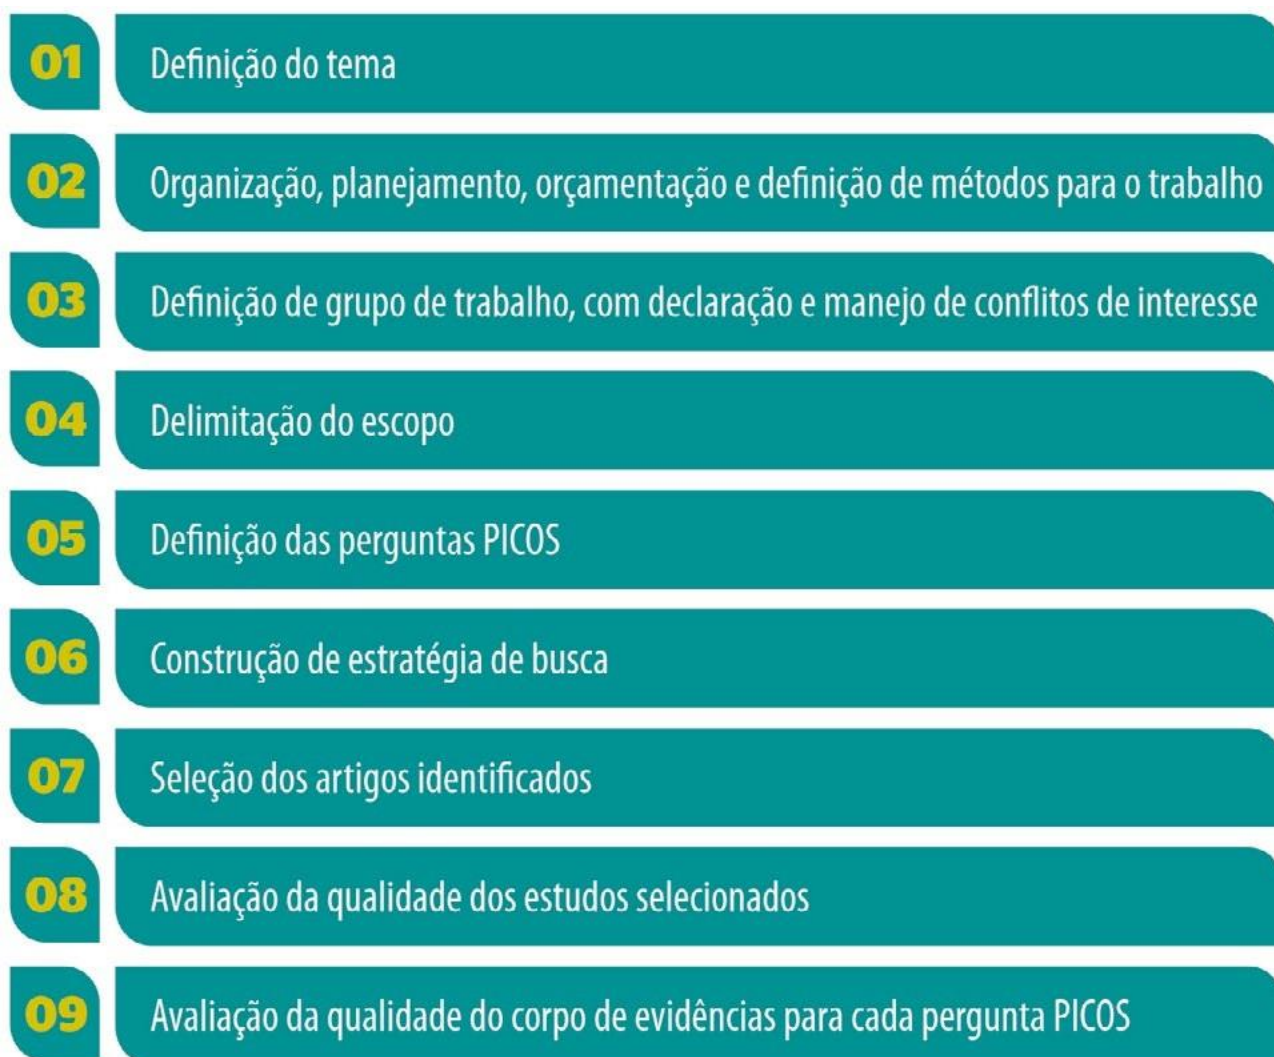 01 Definição do tema
02 Organização, planejamento, orçamentação e definição de métodos para o trabalho
03 Definição de grupo de trabalho, com declaração e manejo de conflitos de interesse
04 Delimitação do escopo
05 Definição das perguntas PICOS
06 Construção de estratégia de busca
07 Seleção dos artigos identificados
08 Avaliação da qualidade dos estudos selecionados
09 Avaliação da qualidade do corpo de evidências para cada pergunta PICOS